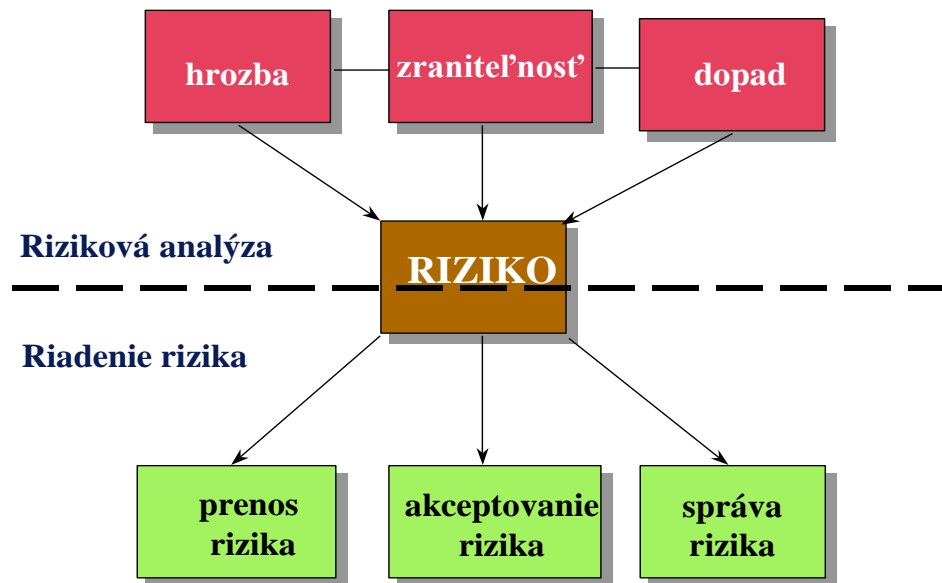 hrozba
zraniteľnosť
dopad
Riziková analýza
RIZIKO
Riadenie rizika
prenos
rizika
akceptovanie
rizika
správa
rizika